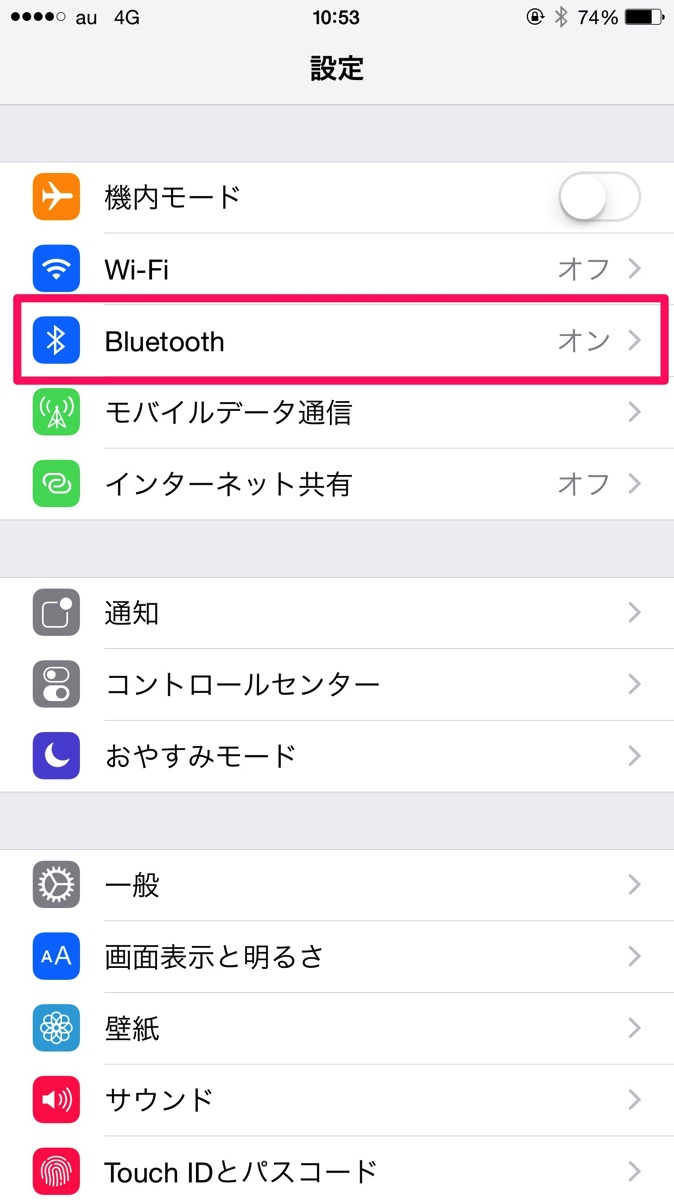 au 4G 10:53 74%
設定
機内モード
Wi-Fi オフ
Bluetooth オン
モバイルデータ通信
インターネット共有 オフ
通知
コントロールセンター
おやすみモード
一般
AA 画面表示と明るさ
壁紙
サウンド
Touch IDとパスコード